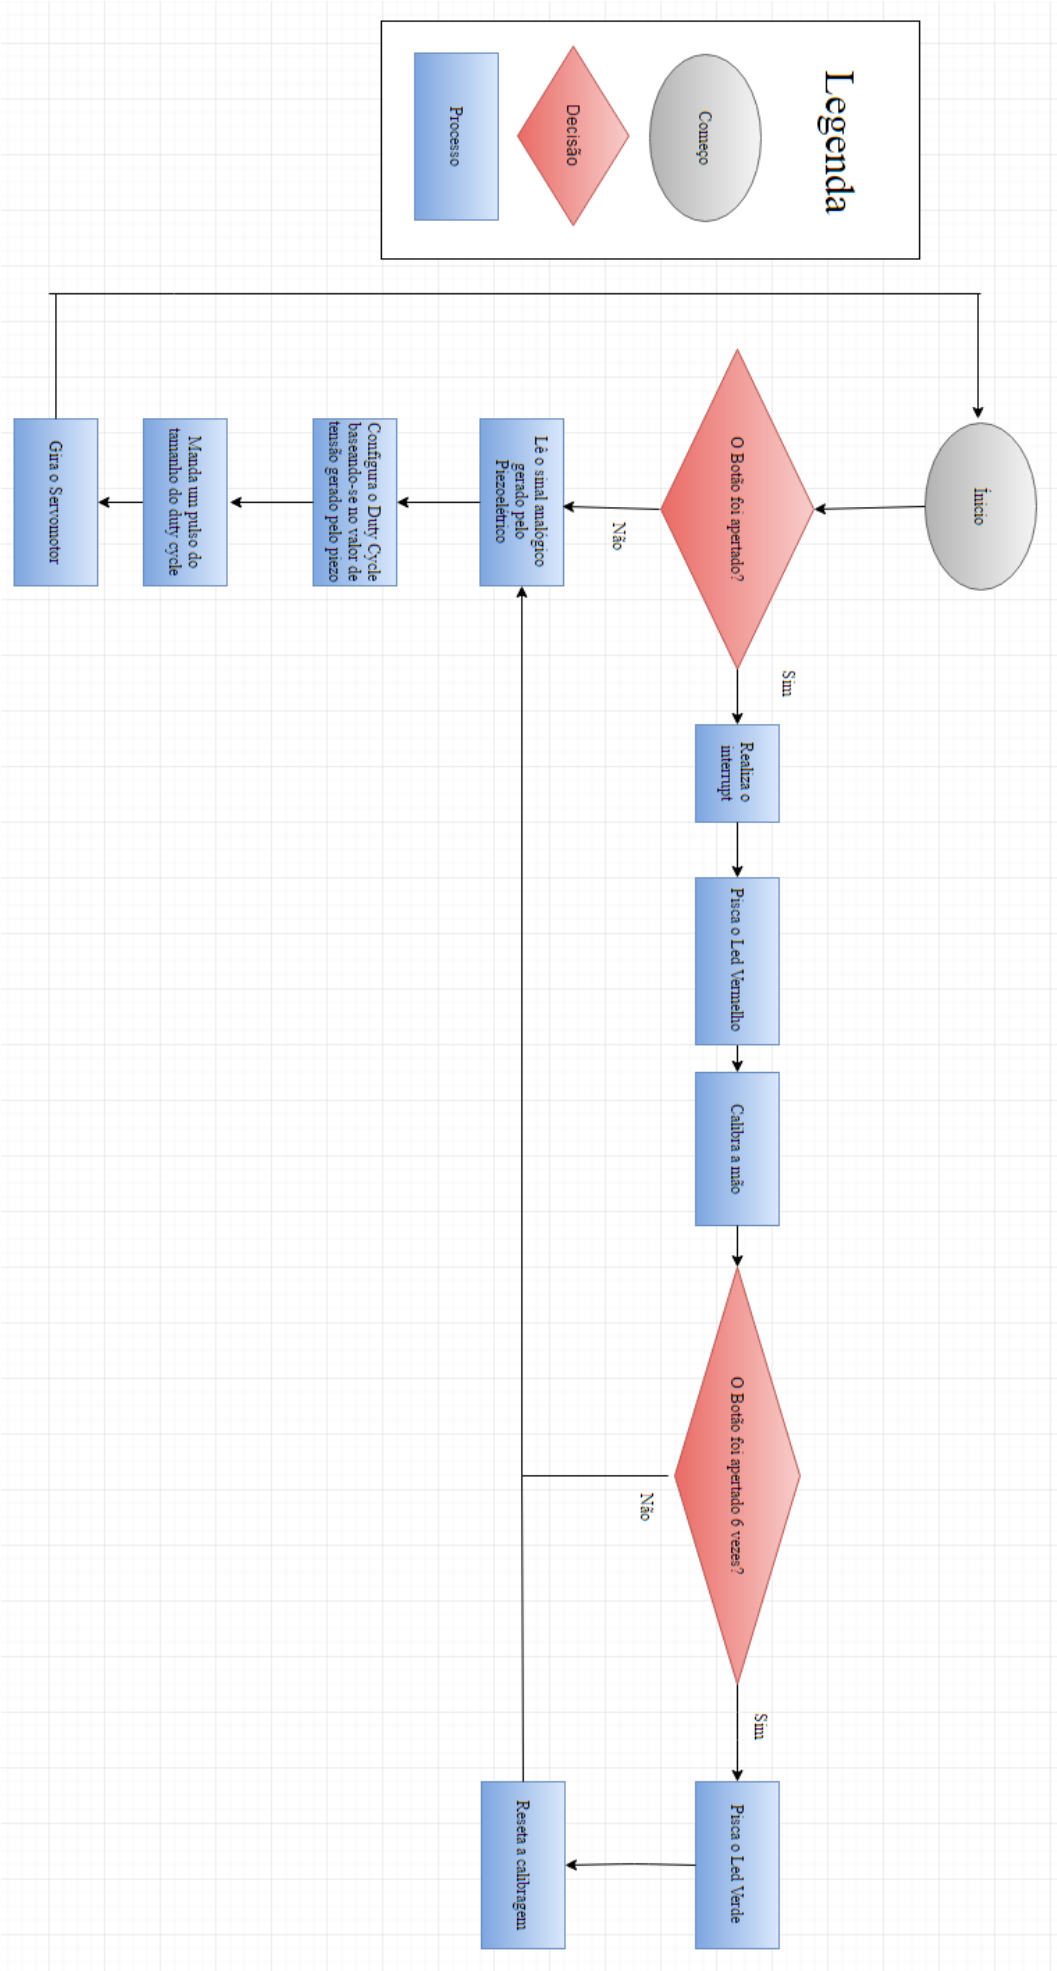 Legenda
Começo
Decisão
Processo
Ínicio
O Botão foi apertado?
Sim
Realiza o
interrupt
Pisca o Led Vermelho
Calibra a mão
O Botão foi apertado 6 vezes?
Sim
Pisca o Led Verde
Não
Não
Lê o sinal analógico
gerado pelo
Piezoelétrico
Reseta a calibragem
Configura o Duty Cycle
baseando-se no valor de
tensão gerado pelo piezo
Manda um pulso do
tamanho do duty cycle
Gira o Servomotor